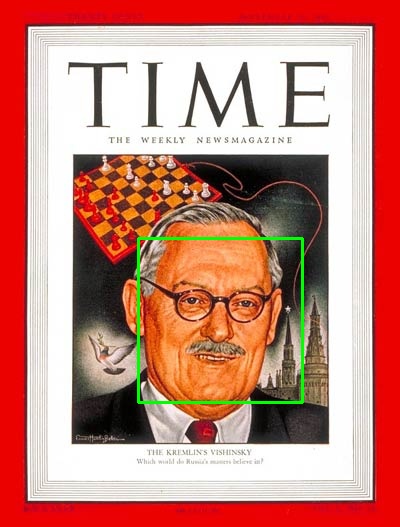 TIME
THE WEEKLY NEWSMAGAZINE
THE KREMLIN'S VISHINSKY
Which world do Russia's masters believe in?